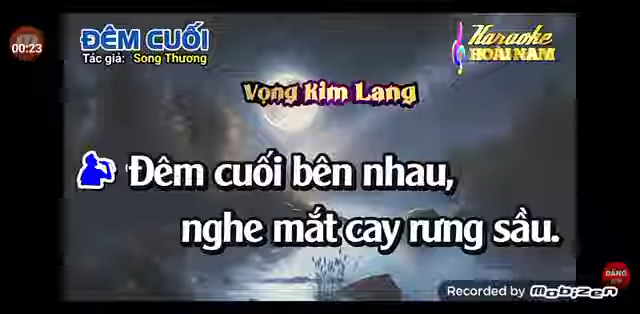 00:23
ĐÊM CUỐI
Tác giả: Song Thương
Karaoke
HOÀI NAM
Vọng Kim Lang
Đêm cuối bên nhau,
nghe mắt cay rưng sầu.
ĐĂNG
Recorded by Mobizen